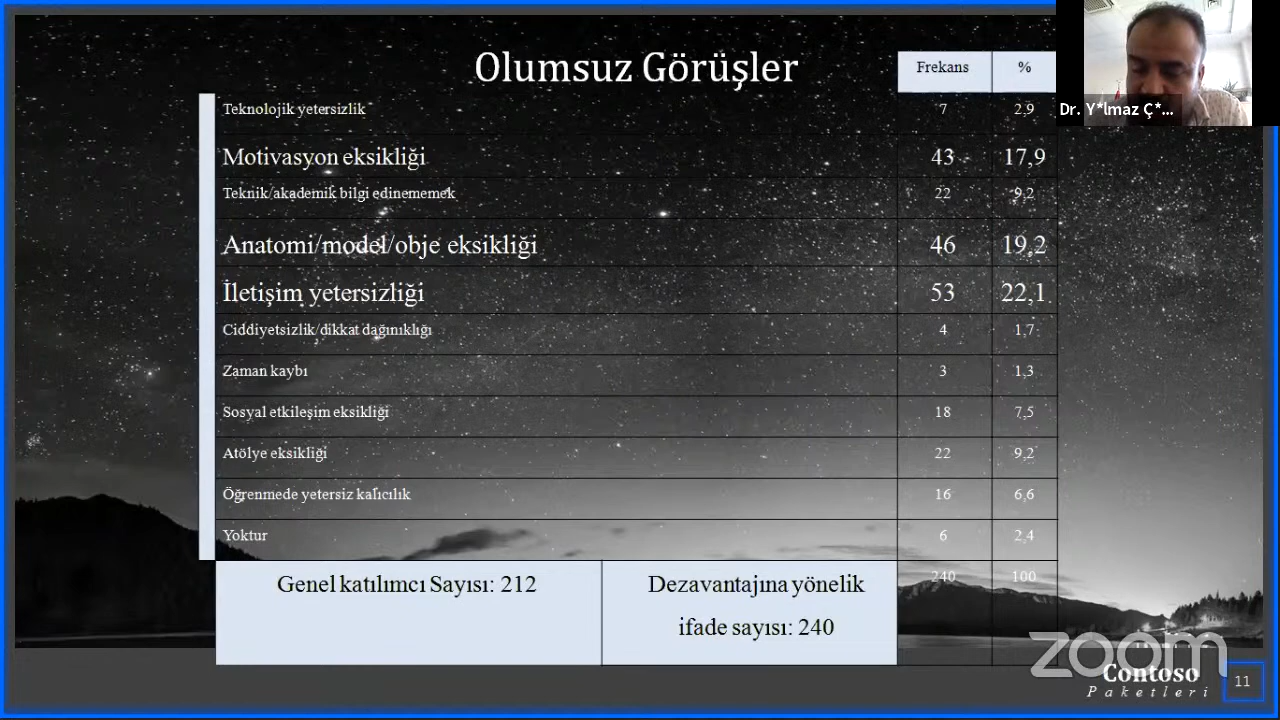 Olumsuz Görüşler
Frekans %
Dr. Y*lmaz Ç*...
Teknolojik yetersizlik 7 2,9
Motivasyon eksikliği 43 17,9
Teknik/akademik bilgi edinememek 22 9,2
Anatomi/model/obje eksikliği 46 19,2
İletişim yetersizliği 53 22,1
Ciddiyetsizlik/dikkat dağınıklığı 4 1,7
Zaman kaybı 3 1,3
Sosyal etkileşim eksikliği 18 7,5
Atölye eksikliği 22 9,2
Öğrenmede yetersiz kalıcılık 16 6,6
Yoktur 6 2,4
240 100
Genel katılımcı Sayısı: 212
Dezavantajına yönelik
ifade sayısı: 240
zoom
Contoso
Paketleri
11